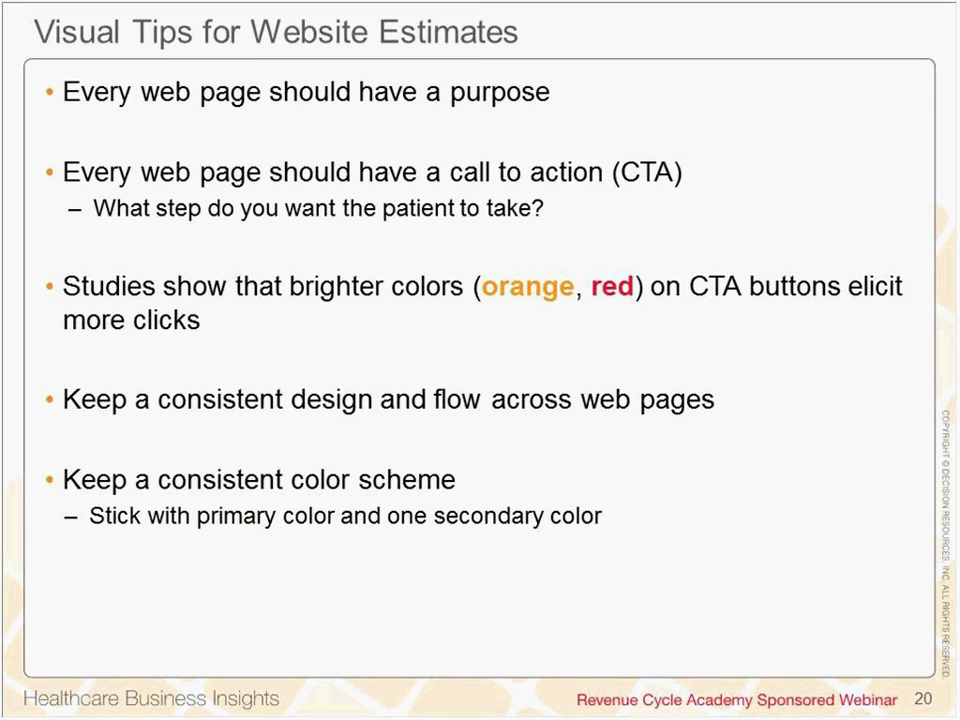 Visual Tips for Website Estimates
• Every web page should have a purpose
• Every web page should have a call to action (CTA)
– What step do you want the patient to take?
• Studies show that brighter colors (orange, red) on CTA buttons elicit
more clicks
• Keep a consistent design and flow across web pages
• Keep a consistent color scheme
– Stick with primary color and one secondary color
COPYRIGHT © DECISION RESOURCES, INC. ALL RIGHTS RESERVED.
Healthcare Business Insights
Revenue Cycle Academy Sponsored Webinar 20